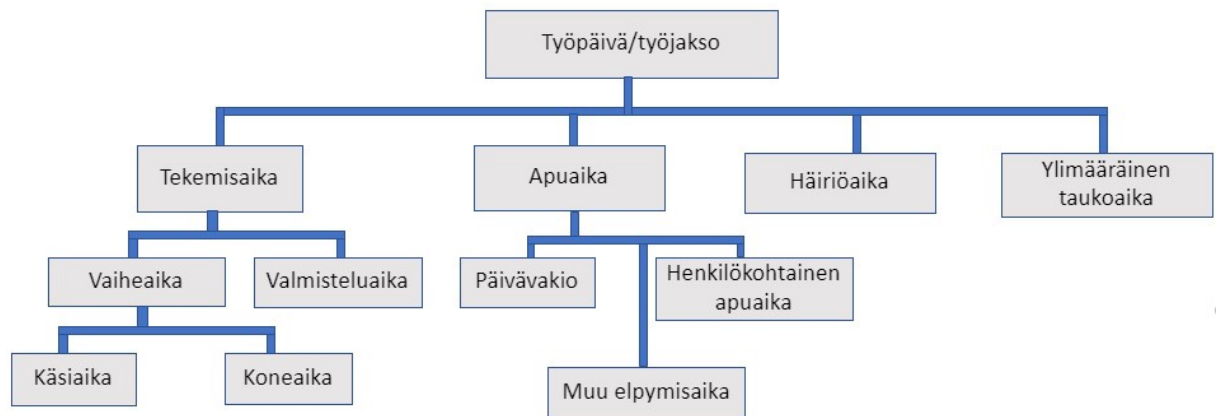 Työpäivä/työjakso
Tekemisaika
Apuaika
Häiriöaika
Ylimääräinen
taukoaika
Vaiheaika
Valmisteluaika
Päivävakio
Henkilökohtainen
apuaika
Käsiaika
Koneaika
Muu elpymisaika